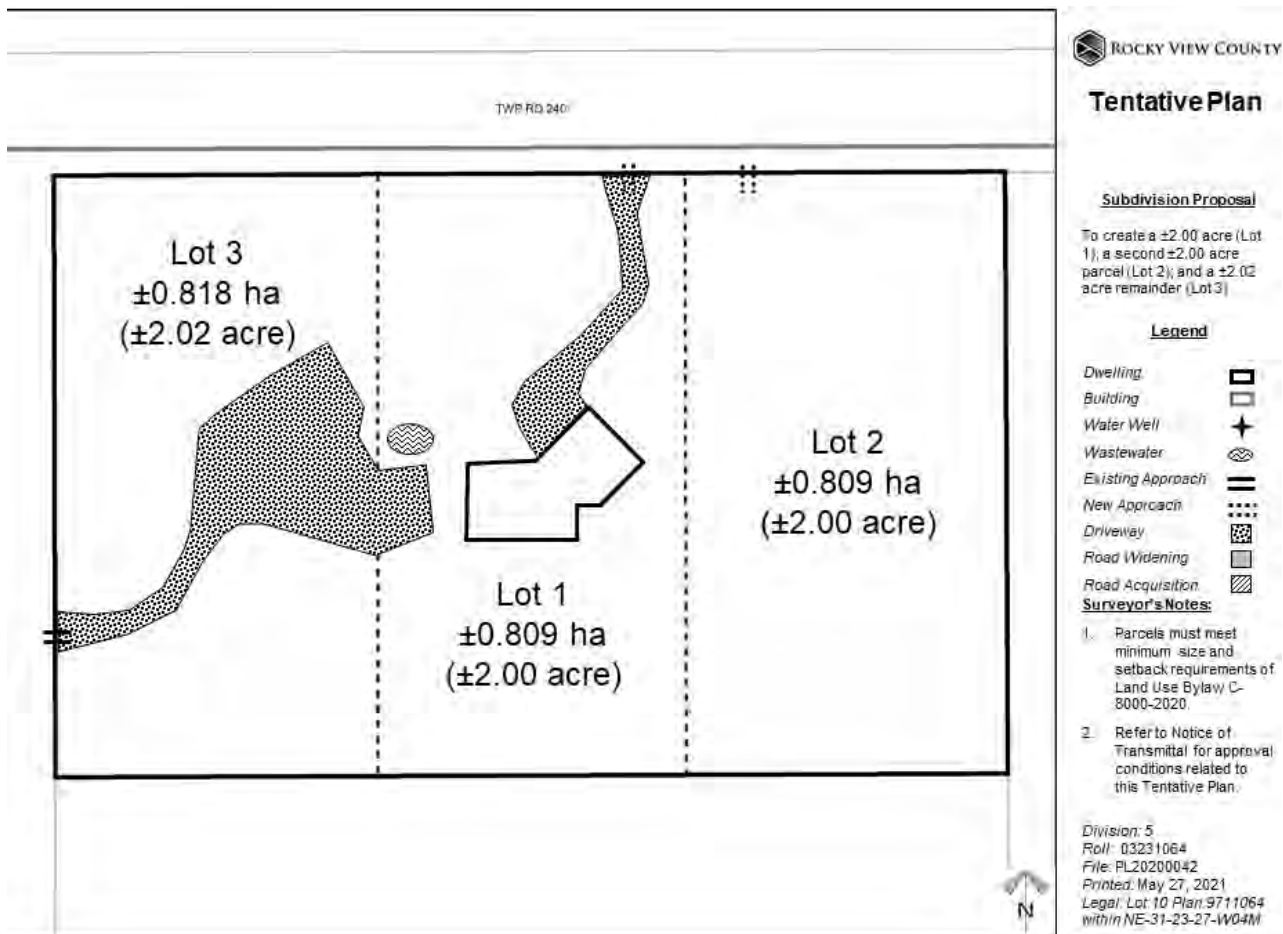 TWP RD 240
Lot 3
±0.818 ha
(±2.02 acre)
Lot 2
±0.809 ha
(±2.00 acre)
Lot 1
±0.809 ha
(±2.00 acre)
N
ROCKY VIEW COUNTY
Tentative Plan
Subdivision Proposal
To create a ±2.00 acre (Lot
1), a second ±2.00 acre
parcel (Lot 2); and a ±2.02
acre remainder (Lot 3)
Legend
Dwelling
Building
Water Well
Wastewater
Existing Approach
New Approach
Driveway
Road Widening
Road Acquisition
Surveyor's Notes:
1. Parcels must meet
minimum size and
setback requirements of
Land Use Bylaw C-
8000-2020.
2. Refer to Notice of
Transmittal for approval
conditions related to
this Tentative Plan.
Division: 5
Roll: 03231064
File: PL20200042
Printed: May 27, 2021
Legal: Lot:10 Plan:9711064
within NE-31-23-27-W04M